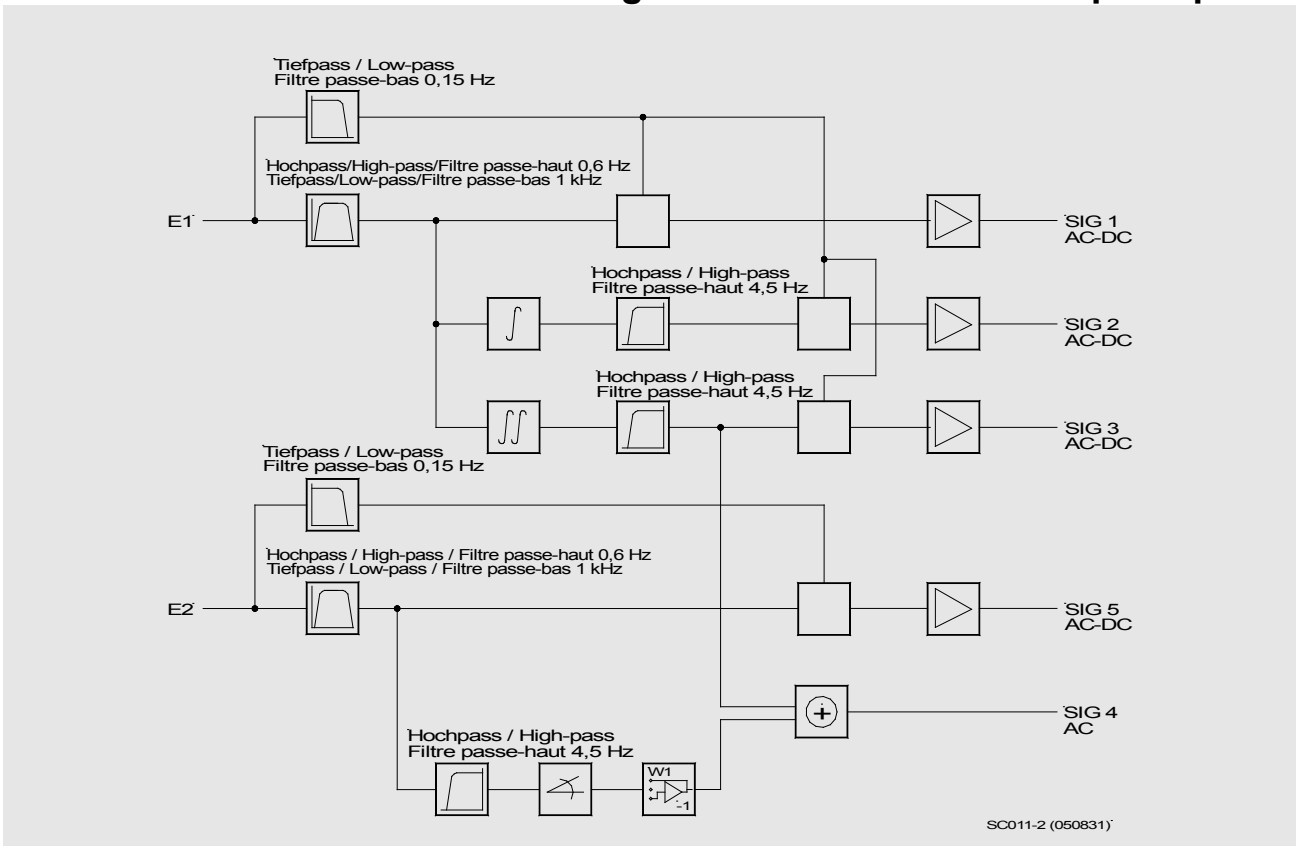 Tiefpass / Low-pass
Filtre passe-bas 0,15 Hz
Hochpass/High-pass/Filtre passe-haut 0,6 Hz
Tiefpass/Low-pass/Filtre passe-bas 1 kHz
E1
SIG 1
AC-DC
Hochpass / High-pass
Filtre passe-haut 4,5 Hz
SIG 2
AC-DC
Hochpass / High-pass
Filtre passe-haut 4,5 Hz
SIG 3
AC-DC
Tiefpass / Low-pass
Filtre passe-bas 0,15 Hz
Hochpass / High-pass / Filtre passe-haut 0,6 Hz
Tiefpass / Low-pass / Filtre passe-bas 1 kHz
E2
SIG 5
AC-DC
SIG 4
AC
Hochpass / High-pass
Filtre passe-haut 4,5 Hz
W1
-1
SC011-2 (050831)